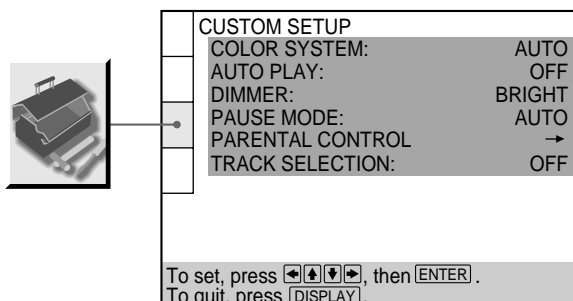 CUSTOM SETUP
COLOR SYSTEM: AUTO
AUTO PLAY: OFF
DIMMER: BRIGHT
PAUSE MODE: AUTO
PARENTAL CONTROL →
TRACK SELECTION: OFF
To set, press ←↑↓→, then ENTER.
To quit, press DISPLAY.